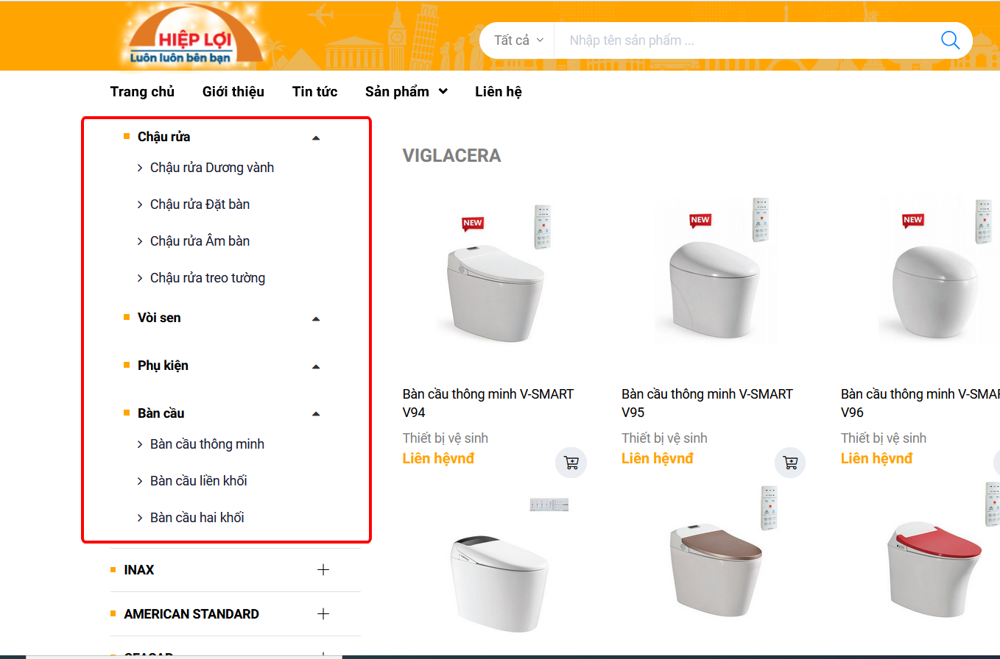 HIỆP LỢI
Luôn luôn bên bạn
Tất cả
Nhập tên sản phẩm ...
Trang chủ
Giới thiệu
Tin tức
Sản phẩm
Liên hệ
Chậu rửa
Chậu rửa Dương vành
Chậu rửa Đặt bàn
Chậu rửa Âm bàn
Chậu rửa treo tường
Vòi sen
Phụ kiện
Bàn cầu
Bàn cầu thông minh
Bàn cầu liền khối
Bàn cầu hai khối
INAX
AMERICAN STANDARD
VIGLACERA
NEW
NEW
NEW
Bàn cầu thông minh V-SMART
V94
Thiết bị vệ sinh
Liên hệvnđ
Bàn cầu thông minh V-SMART
V95
Thiết bị vệ sinh
Liên hệvnđ
Bàn cầu thông minh V-SMAR
V96
Thiết bị vệ sinh
Liên hệvnđ